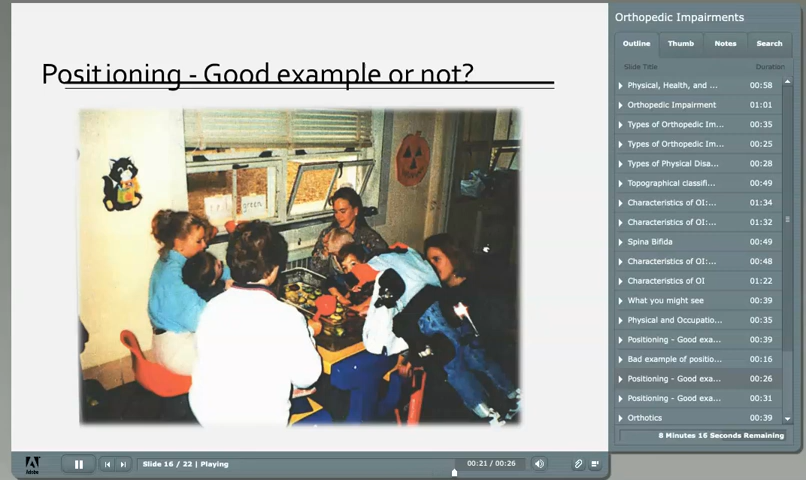 Positioning - Good example or not?
Orthopedic Impairments
Outline
Thumb
Notes
Search
Slide Title
Duration
Physical, Health, and ...
00:58
Orthopedic Impairment
01:01
Types of Orthopedic Im...
00:35
Types of Orthopedic Im...
00:25
Types of Physical Disa...
00:28
Topographical classifi...
00:49
Characteristics of OI:...
01:34
Characteristics of OI:...
01:32
Spina Bifida
00:49
Characteristics of OI:...
00:48
Characteristics of OI
01:22
What you might see
00:39
Physical and Occupatio...
00:35
Positioning - Good exa...
00:39
Bad example of positio...
00:16
Positioning - Good exa...
00:26
Positioning - Good exa...
00:31
Orthotics
00:39
8 Minutes 16 Seconds Remaining
green
Adobe
Slide 16 / 22 | Playing
00:21 / 00:26